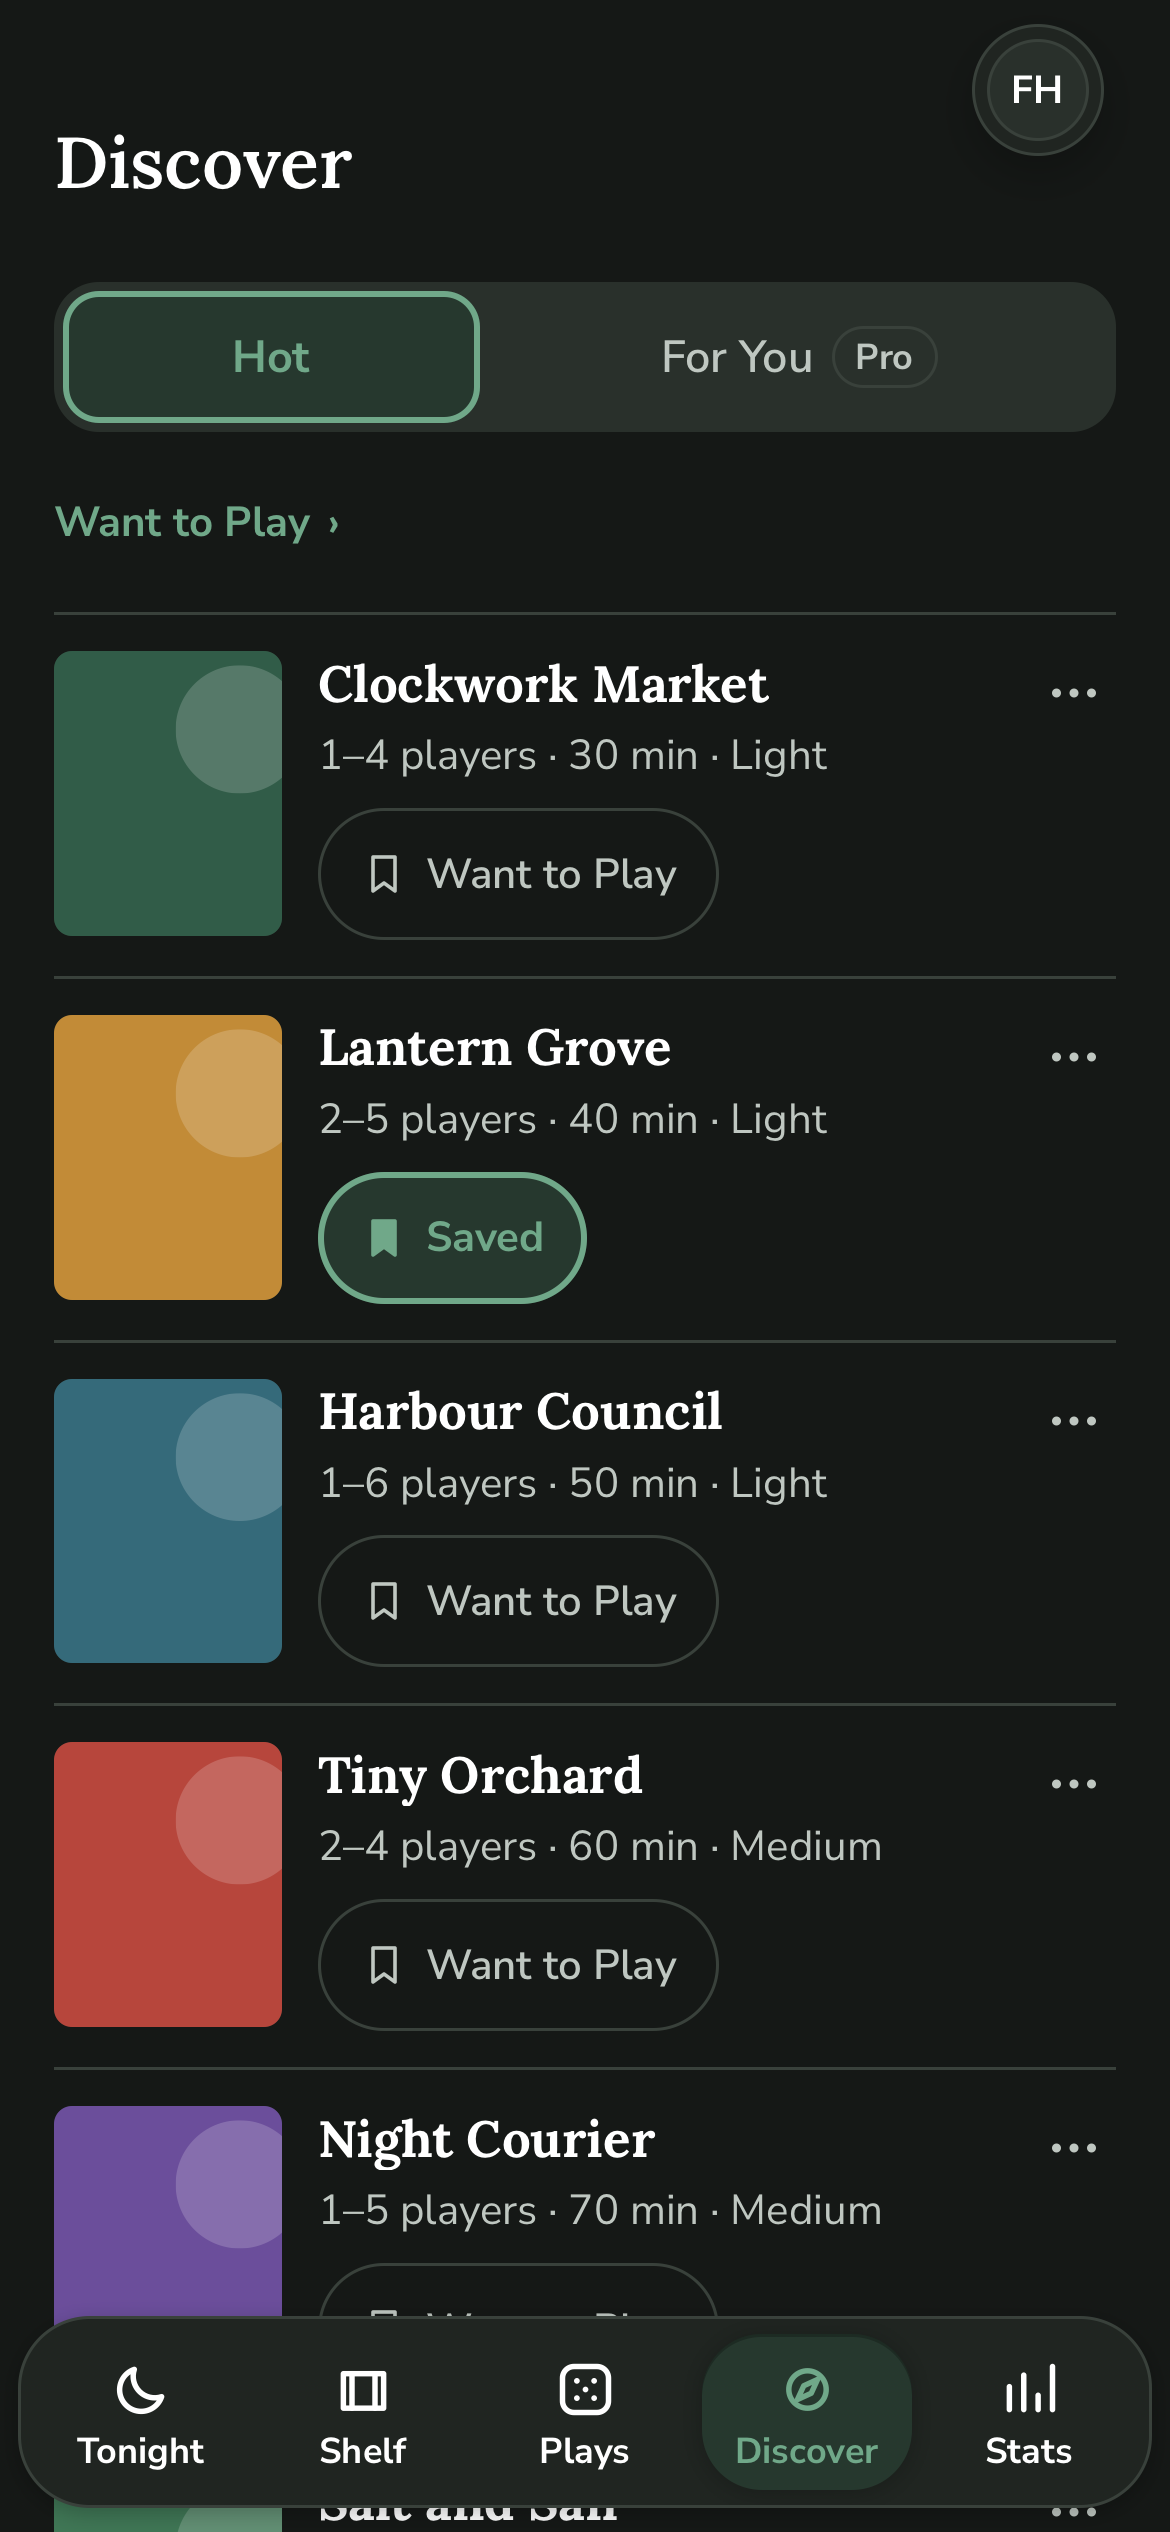 FH
Discover
Hot
For You Pro
Want to Play ›
Clockwork Market
1–4 players · 30 min · Light
Want to Play
Lantern Grove
2–5 players · 40 min · Light
Saved
Harbour Council
1–6 players · 50 min · Light
Want to Play
Tiny Orchard
2–4 players · 60 min · Medium
Want to Play
Night Courier
1–5 players · 70 min · Medium
Tonight
Shelf
Plays
Discover
Stats